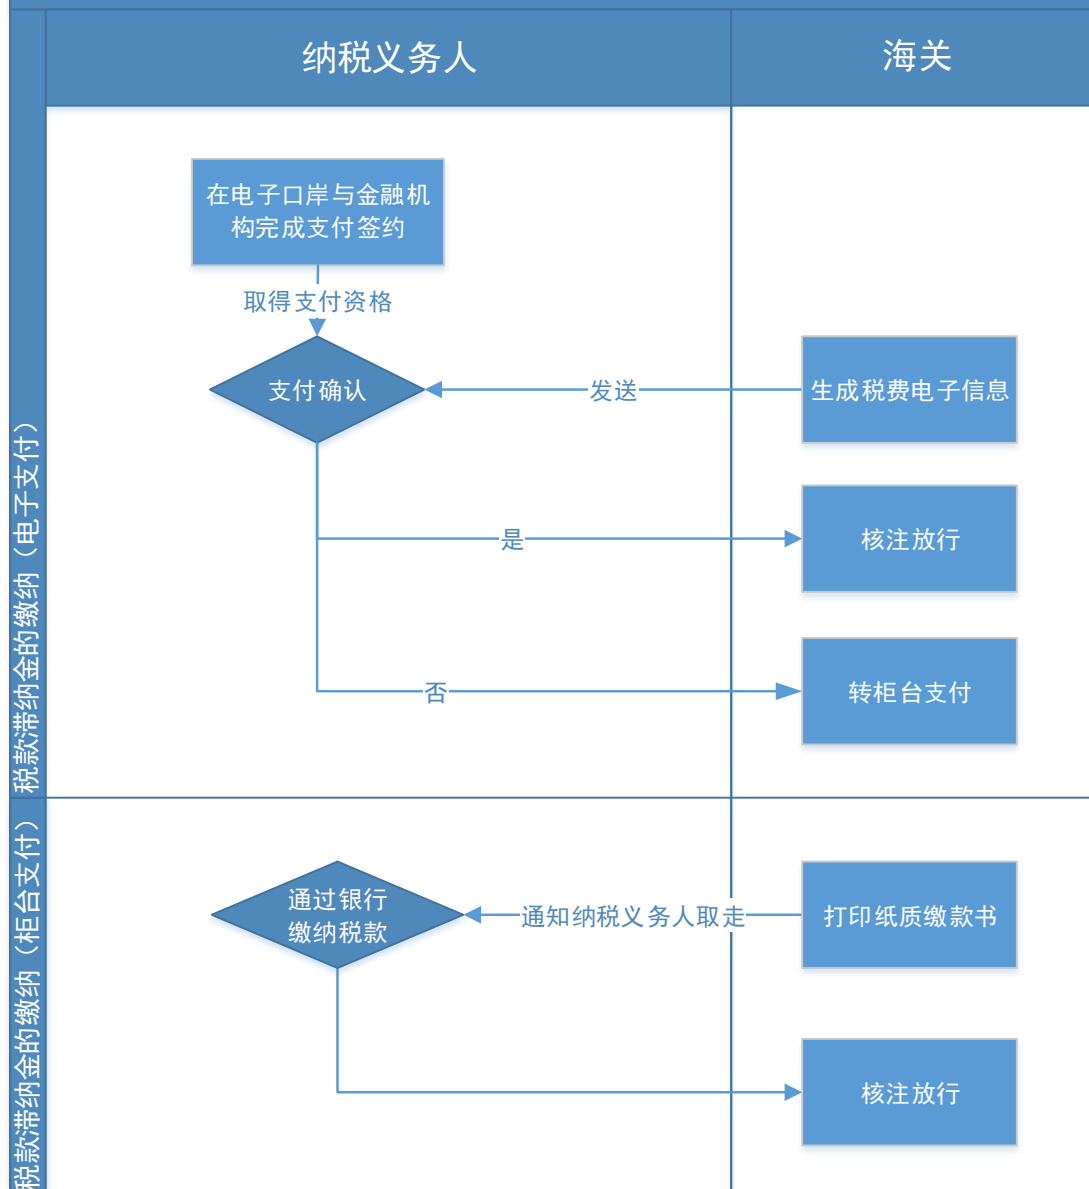 纳税义务人
海关
税款滞纳金的缴纳（电子支付）
在电子口岸与金融机
构完成支付签约
取得支付资格
支付确认
发送
生成税费电子信息
是
核注放行
否
转柜台支付
税款滞纳金的缴纳（柜台支付）
通过银行
缴纳税款
通知纳税义务人取走
打印纸质缴款书
核注放行